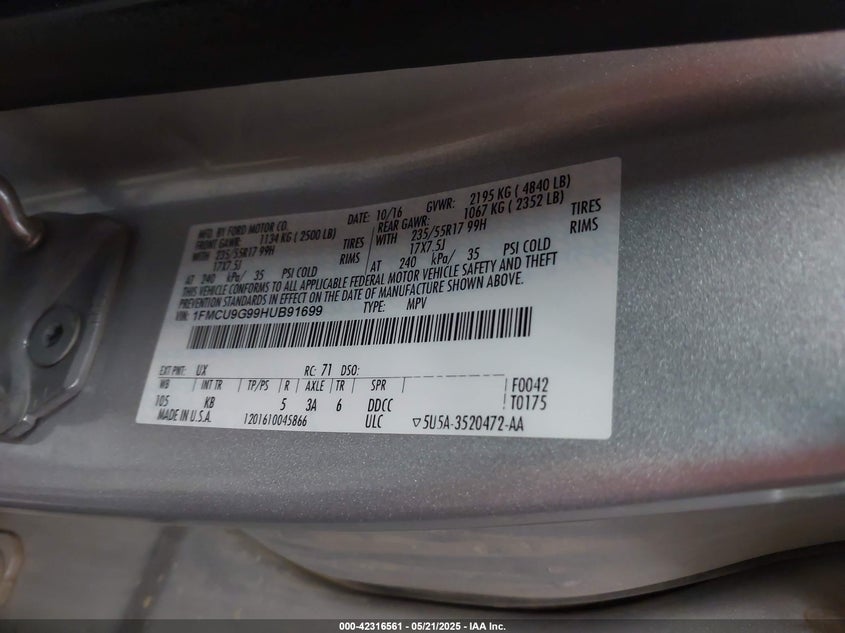 MFD. BY FORD MOTOR CO. DATE: 10/16 GVWR: 2195 KG ( 4840 LB)
FRONT GAWR: 1134 KG ( 2500 LB) REAR GAWR: 1067 KG ( 2352 LB)
WITH 235/55R17 99H TIRES WITH 235/55R17 99H TIRES
17X7.5J RIMS 17X7.5J RIMS
AT 240 kPa/ 35 PSI COLD AT 240 kPa/ 35 PSI COLD
THIS VEHICLE CONFORMS TO ALL APPLICABLE FEDERAL MOTOR VEHICLE SAFETY AND THEFT
PREVENTION STANDARDS IN EFFECT ON THE DATE OF MANUFACTURE SHOWN ABOVE.
VIN: 1FMCU9G99HUB91699 TYPE: MPV
EXT PNT: UX RC: 71 DSO:
WB INT TR TP/PS R AXLE TR SPR F0042
105 KB 5 3A 6 DDCC T0175
MADE IN U.S.A. 1201610045866 ULC ▽5U5A-3520472-AA
000-42316561 — 05/21/2025 - IAA Inc.